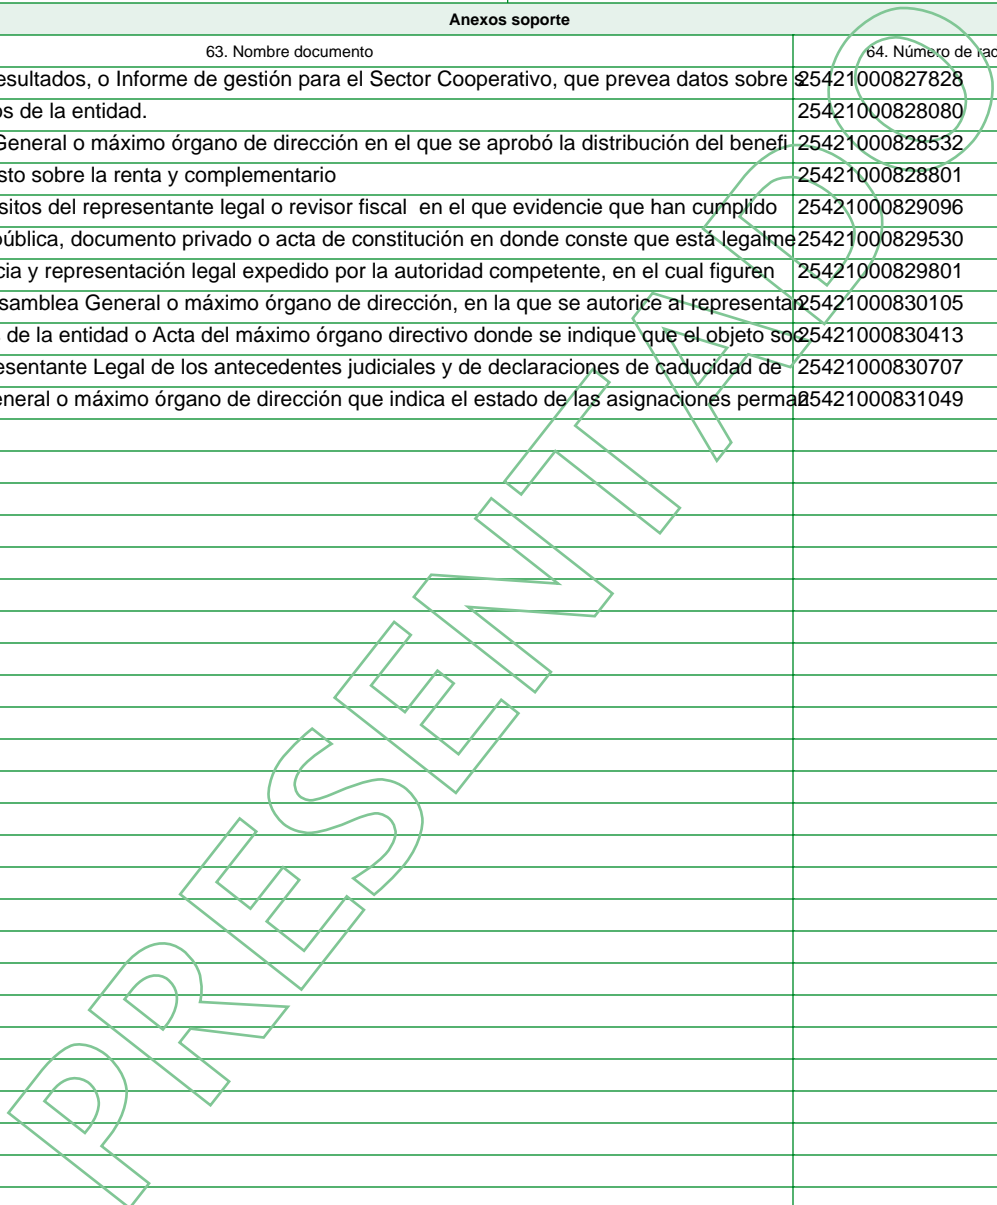 Anexos soporte
63. Nombre documento 64. Número de rad
esultados, o Informe de gestión para el Sector Cooperativo, que prevea datos sobre s 25421000827828
os de la entidad. 25421000828080
General o máximo órgano de dirección en el que se aprobó la distribución del benefi 25421000828532
sto sobre la renta y complementario 25421000828801
sitos del representante legal o revisor fiscal en el que evidencie que han cumplido 25421000829096
pública, documento privado o acta de constitución en donde conste que está legalme 25421000829530
cia y representación legal expedido por la autoridad competente, en el cual figuren 25421000829801
samblea General o máximo órgano de dirección, en la que se autorice al representan 25421000830105
s de la entidad o Acta del máximo órgano directivo donde se indique que el objeto soc 25421000830413
esentante Legal de los antecedentes judiciales y de declaraciones de caducidad de 25421000830707
eneral o máximo órgano de dirección que indica el estado de las asignaciones perman 25421000831049
PRESENTADO